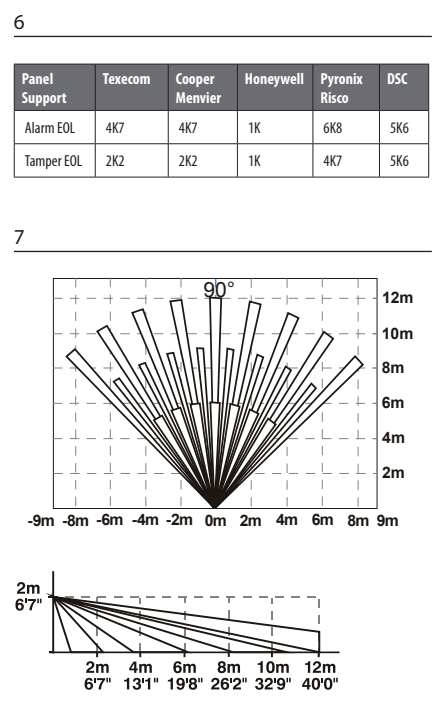 6
Panel Support Texecom Cooper Menvier Honeywell Pyronix Risco DSC
Alarm EOL 4K7 4K7 1K 6K8 5K6
Tamper EOL 2K2 2K2 1K 4K7 5K6
7
90°
12m
10m
8m
6m
4m
2m
-9m -8m -6m -4m -2m 0m 2m 4m 6m 8m 9m
2m
6'7"
2m 4m 6m 8m 10m 12m
6'7" 13'1" 19'8" 26'2" 32'9" 40'0"